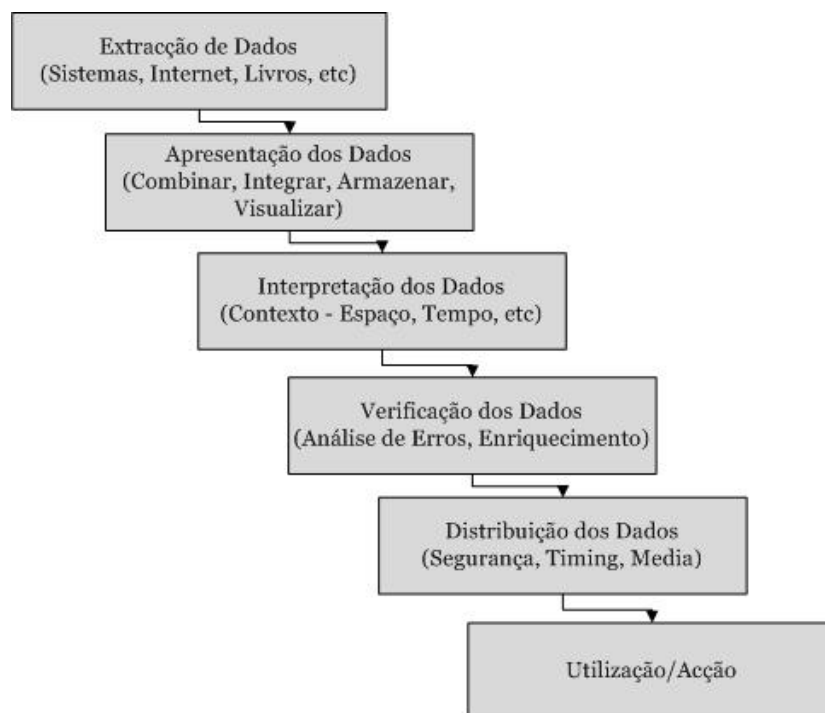 Extracção de Dados
(Sistemas, Internet, Livros, etc)
Apresentação dos Dados
(Combinar, Integrar, Armazenar,
Visualizar)
Interpretação dos Dados
(Contexto - Espaço, Tempo, etc)
Verificação dos Dados
(Análise de Erros, Enriquecimento)
Distribuição dos Dados
(Segurança, Timing, Media)
Utilização/Acção